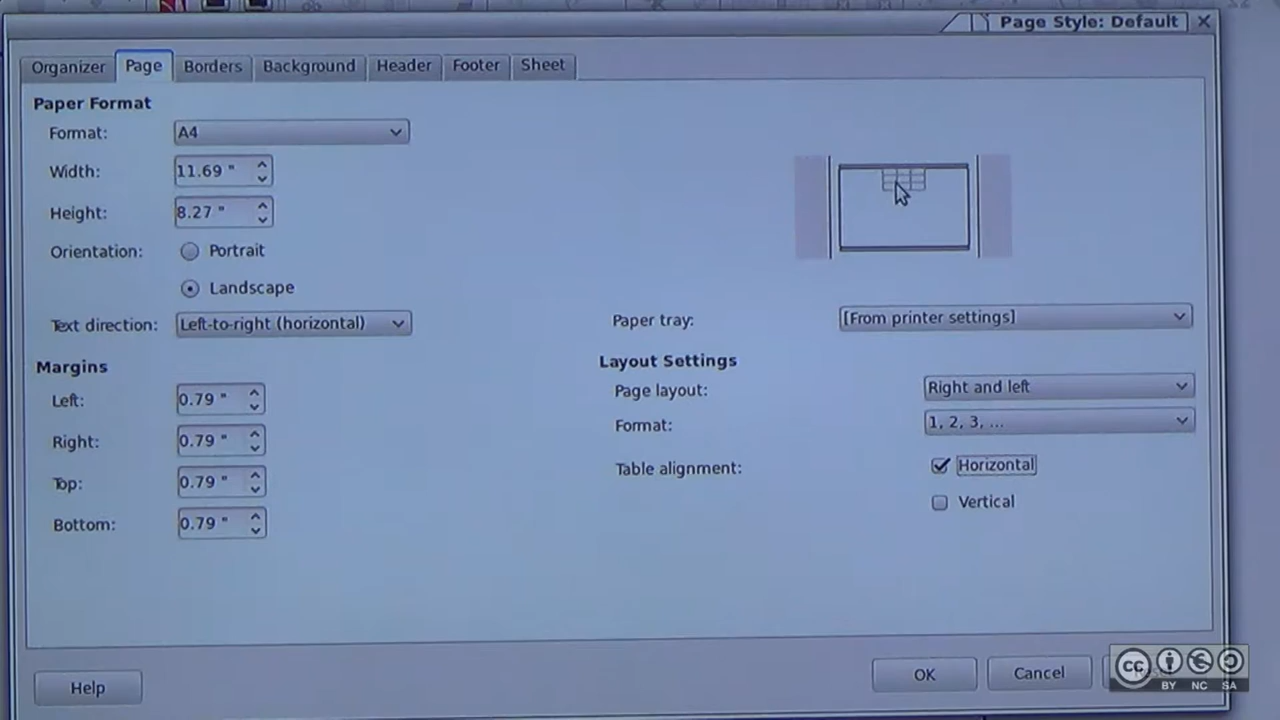 Page Style: Default
Organizer Page Borders Background Header Footer Sheet
Paper Format
Format: A4
Width: 11.69 "
Height: 8.27 "
Orientation: Portrait
Landscape
Text direction: Left-to-right (horizontal)
Margins
Left: 0.79 "
Right: 0.79 "
Top: 0.79 "
Bottom: 0.79 "
Paper tray: [From printer settings]
Layout Settings
Page layout: Right and left
Format: 1, 2, 3, ...
Table alignment: Horizontal
Vertical
Help OK Cancel
cc BY NC SA